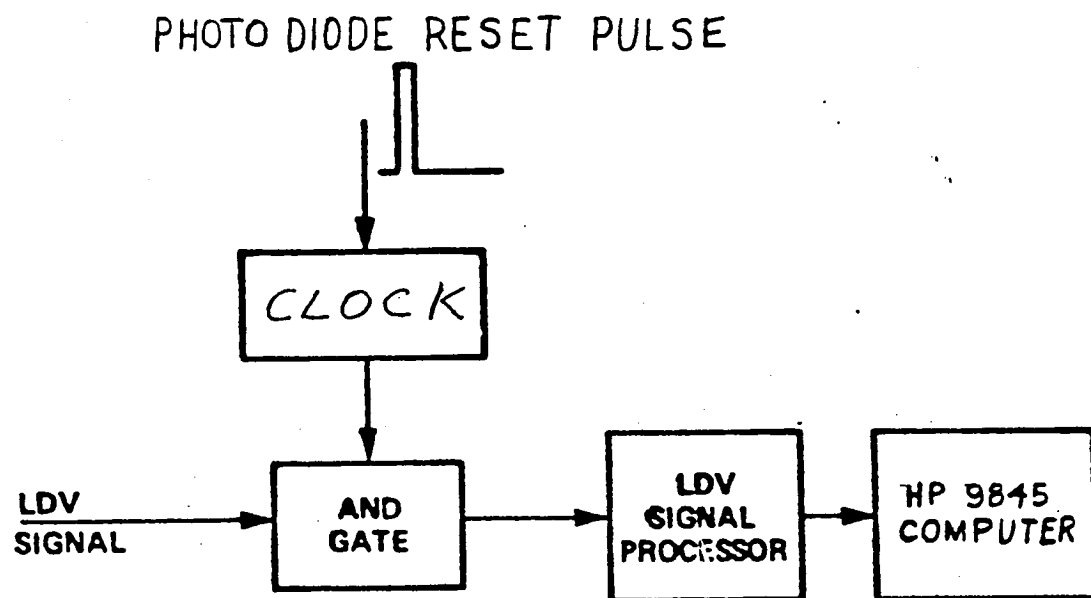 PHOTO DIODE RESET PULSE
CLOCK
LDV
SIGNAL
AND
GATE
LDV
SIGNAL
PROCESSOR
HP 9845
COMPUTER